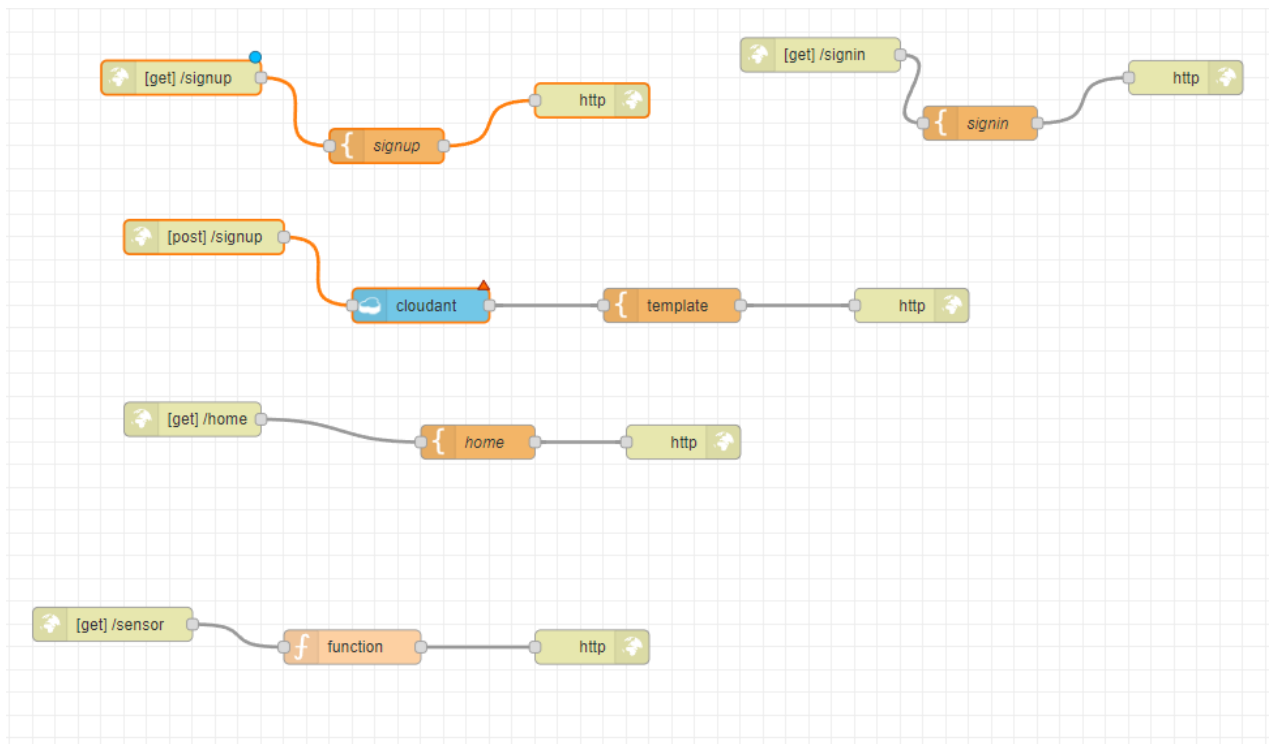 [get] /signup
http
signup
[get] /signin
http
signin
[post] /signup
cloudant
template
http
[get] /home
home
http
[get] /sensor
function
http